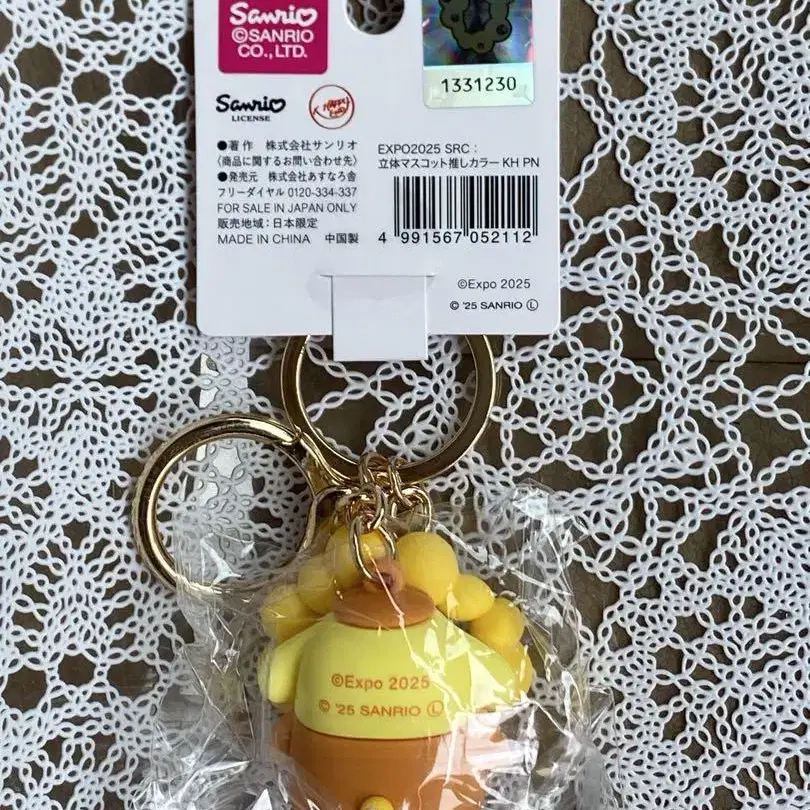 Sanrio
©SANRIO
CO., LTD.
1331230
Sanrio
LICENSE
●著作 株式会社サンリオ
〈商品に関するお問い合わせ先〉
●発売元 株式会社あすなろ舎
フリーダイヤル 0120-334-337
FOR SALE IN JAPAN ONLY
販売地域:日本限定
MADE IN CHINA 中国製
EXPO2025 SRC:
立体マスコット推しカラー KH PN
4 991567 052112
©Expo 2025
© '25 SANRIO Ⓛ
©Expo 2025
© '25 SANRIO Ⓛ